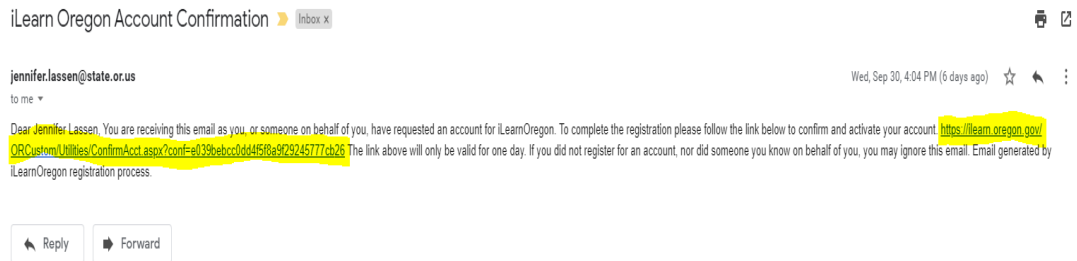 iLearn Oregon Account Confirmation Inbox x
jennifer.lassen@state.or.us Wed, Sep 30, 4:04 PM (6 days ago)
to me
Dear Jennifer Lassen, You are receiving this email as you, or someone on behalf of you, have requested an account for iLearnOregon. To complete the registration please follow the link below to confirm and activate your account. https://ilearn.oregon.gov/
ORCustom/Utilities/ConfirmAcct.aspx?conf=e039bebcc0dd4f5f8a9f29245777cb26 The link above will only be valid for one day. If you did not register for an account, nor did someone you know on behalf of you, you may ignore this email. Email generated by
iLearnOregon registration process.
Reply Forward